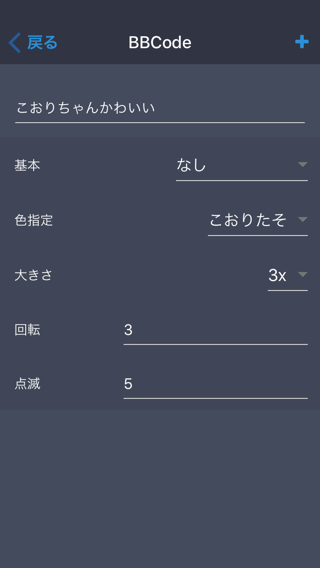 戻る BBCode +
こおりちゃんかわいい
基本 なし
色指定 こおりたそ
大きさ 3x
回転 3
点滅 5